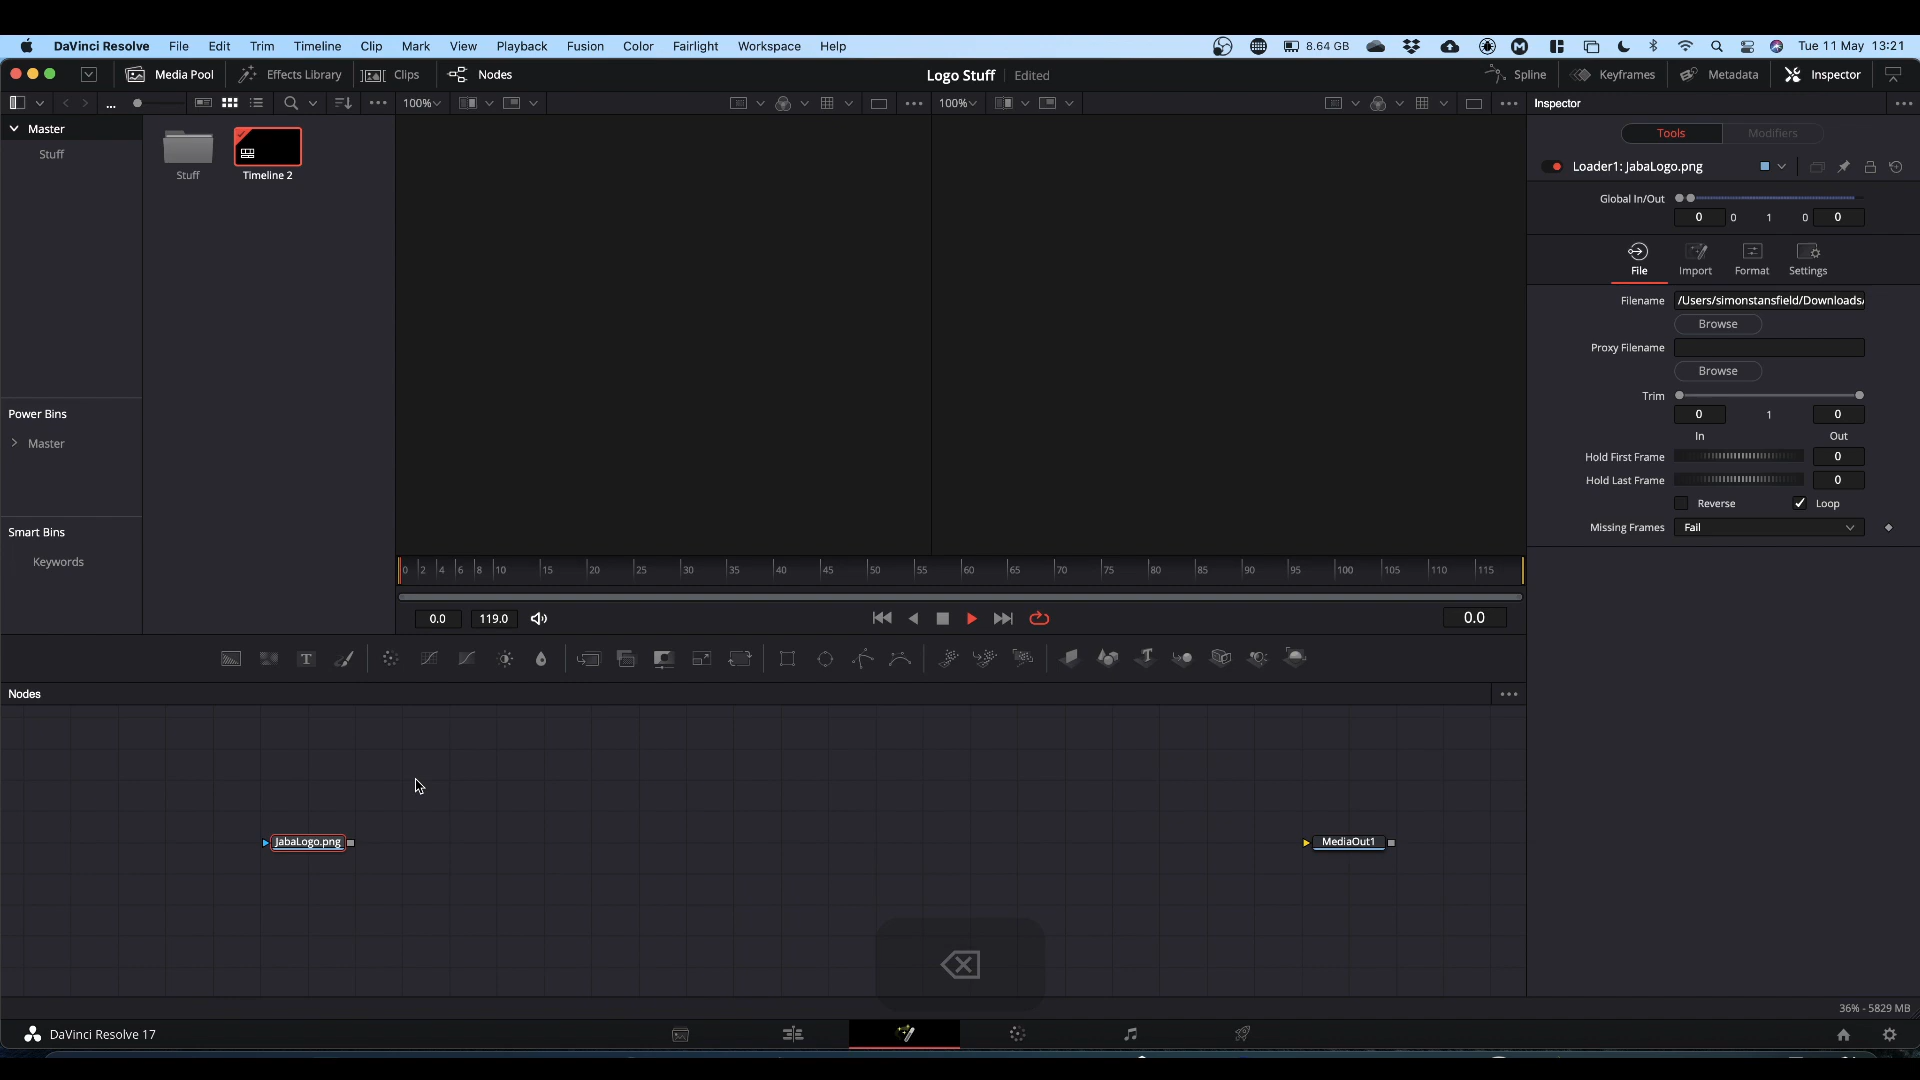 DaVinci Resolve File Edit Trim Timeline Clip Mark View Playback Fusion Color Fairlight Workspace Help 8.64 GB Tue 11 May 13:21
Media Pool Effects Library Clips Nodes Logo Stuff Edited Spline Keyframes Metadata Inspector
... 100% 100% Inspector
Master
Stuff
Stuff
Timeline 2
Power Bins
Master
Smart Bins
Keywords
Tools Modifiers
Loader1: JabaLogo.png
Global In/Out
0 0 1 0 0
File Import Format Settings
Filename /Users/simonstansfield/Downloads/
Browse
Proxy Filename
Browse
Trim
0 1 0
In Out
Hold First Frame 0
Hold Last Frame 0
Reverse Loop
Missing Frames Fail
0 2 4 6 8 10 15 20 25 30 35 40 45 50 55 60 65 70 75 80 85 90 95 100 105 110 115
0.0 119.0 0.0
T T
Nodes
JabaLogo.png MediaOut1
36% - 5829 MB
DaVinci Resolve 17